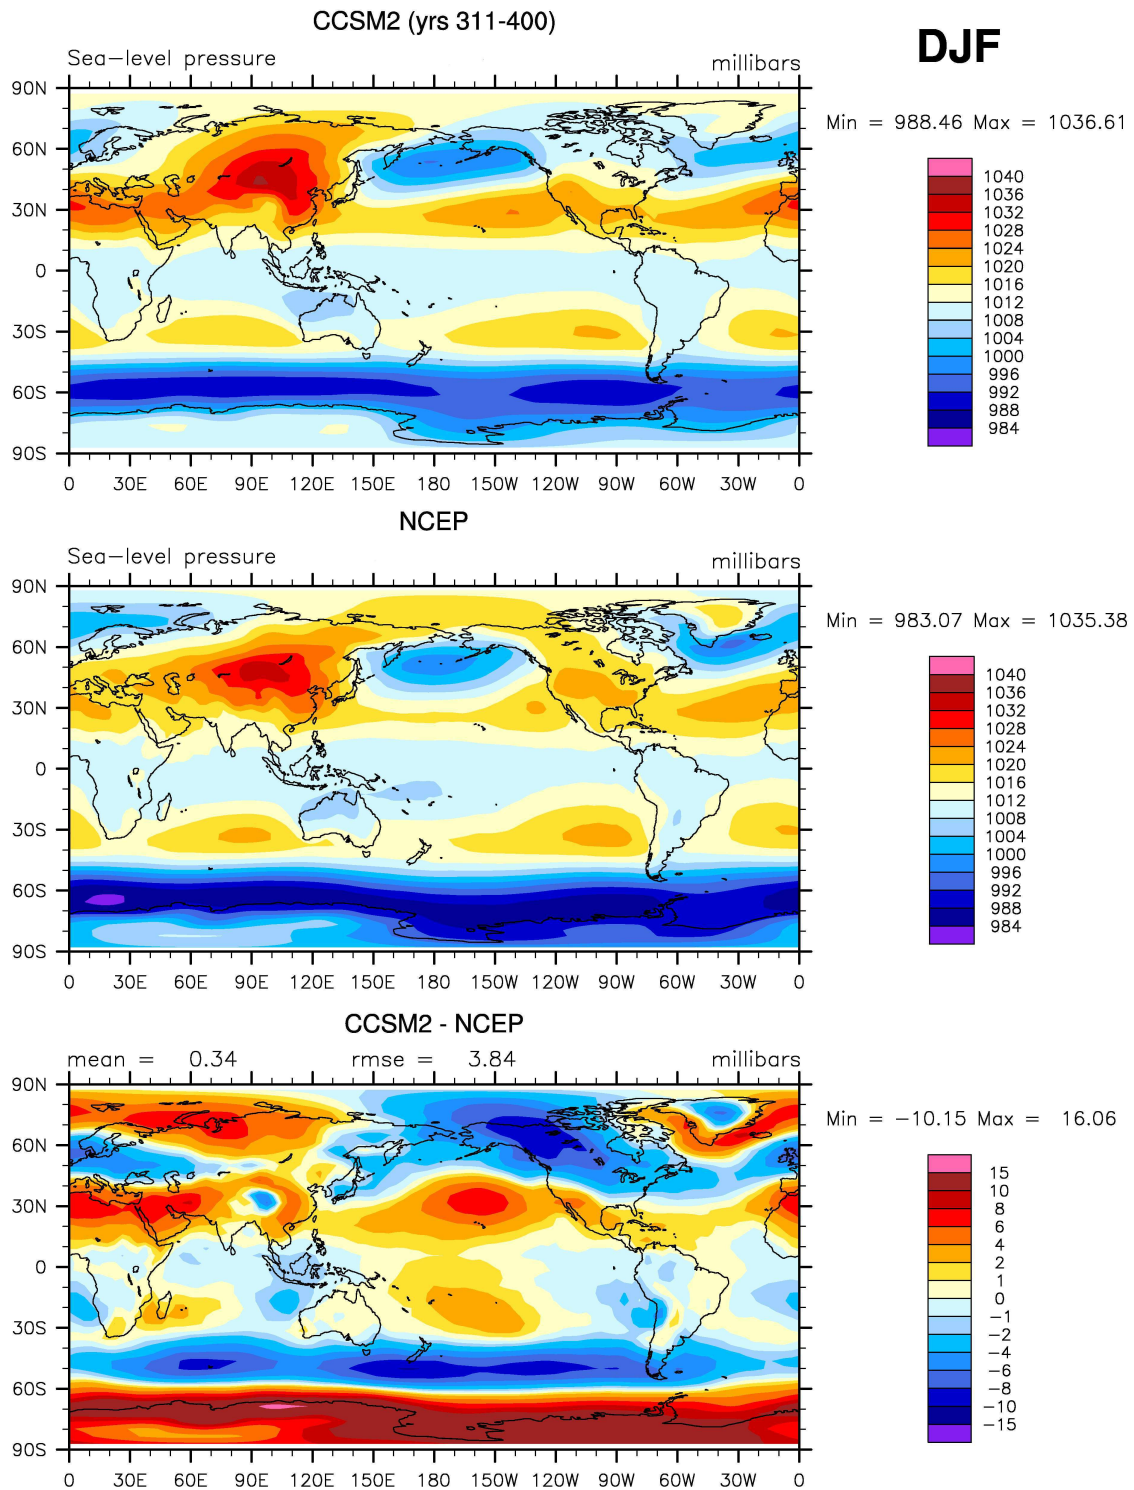 CCSM2 (yrs 311-400)
DJF
Sea-level pressure millibars
Min = 988.46 Max = 1036.61
90N
60N
30N
0
30S
60S
90S
0 30E 60E 90E 120E 150E 180 150W 120W 90W 60W 30W 0
1040
1036
1032
1028
1024
1020
1016
1012
1008
1004
1000
996
992
988
984
NCEP
Sea-level pressure millibars
Min = 983.07 Max = 1035.38
90N
60N
30N
0
30S
60S
90S
0 30E 60E 90E 120E 150E 180 150W 120W 90W 60W 30W 0
1040
1036
1032
1028
1024
1020
1016
1012
1008
1004
1000
996
992
988
984
CCSM2 - NCEP
mean = 0.34 rmse = 3.84 millibars
Min = -10.15 Max = 16.06
90N
60N
30N
0
30S
60S
90S
0 30E 60E 90E 120E 150E 180 150W 120W 90W 60W 30W 0
15
10
8
6
4
2
1
0
-1
-2
-4
-6
-8
-10
-15